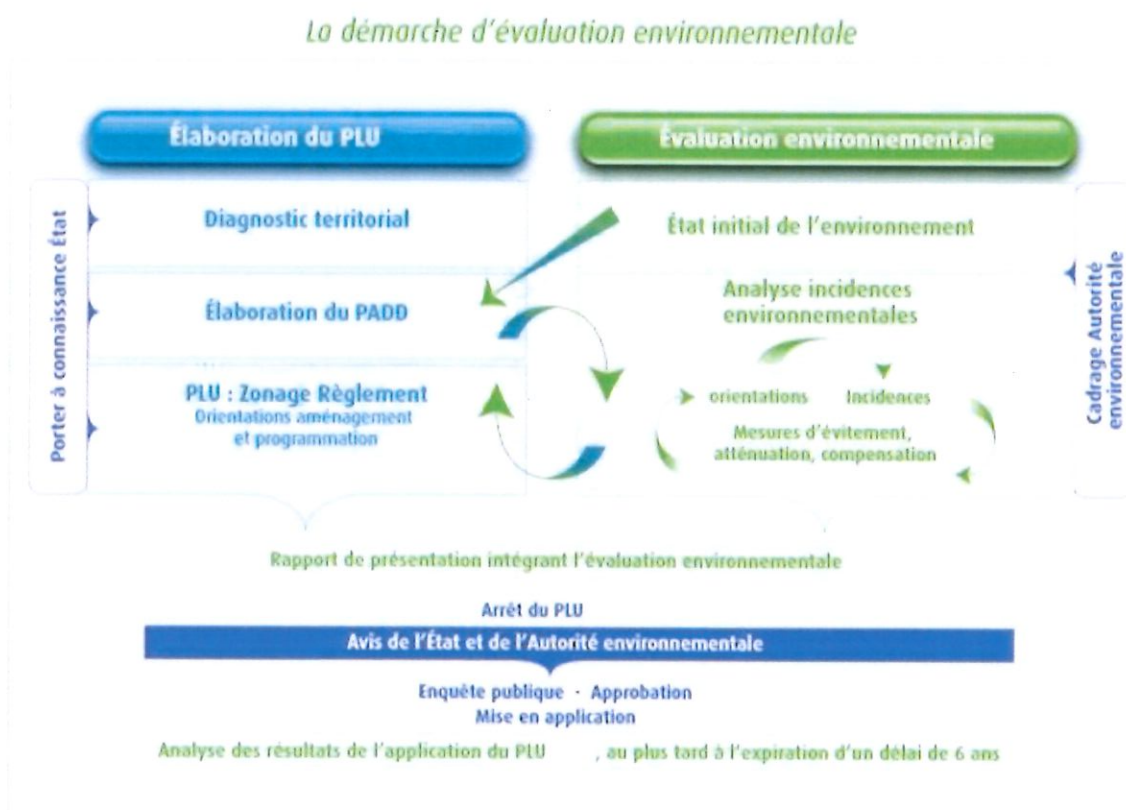 La démarche d'évaluation environnementale
Élaboration du PLU
Évaluation environnementale
Porter à connaissance État
Diagnostic territorial
Élaboration du PADD
PLU : Zonage Règlement
Orientations aménagement
et programmation
État initial de l'environnement
Analyse incidences
environnementales
orientations
Incidences
Mesures d'évitement,
atténuation, compensation
Cadrage Autorité
environnementale
Rapport de présentation intégrant l'évaluation environnementale
Arrêt du PLU
Avis de l'État et de l'Autorité environnementale
Enquête publique · Approbation
Mise en application
Analyse des résultats de l'application du PLU , au plus tard à l'expiration d'un délai de 6 ans